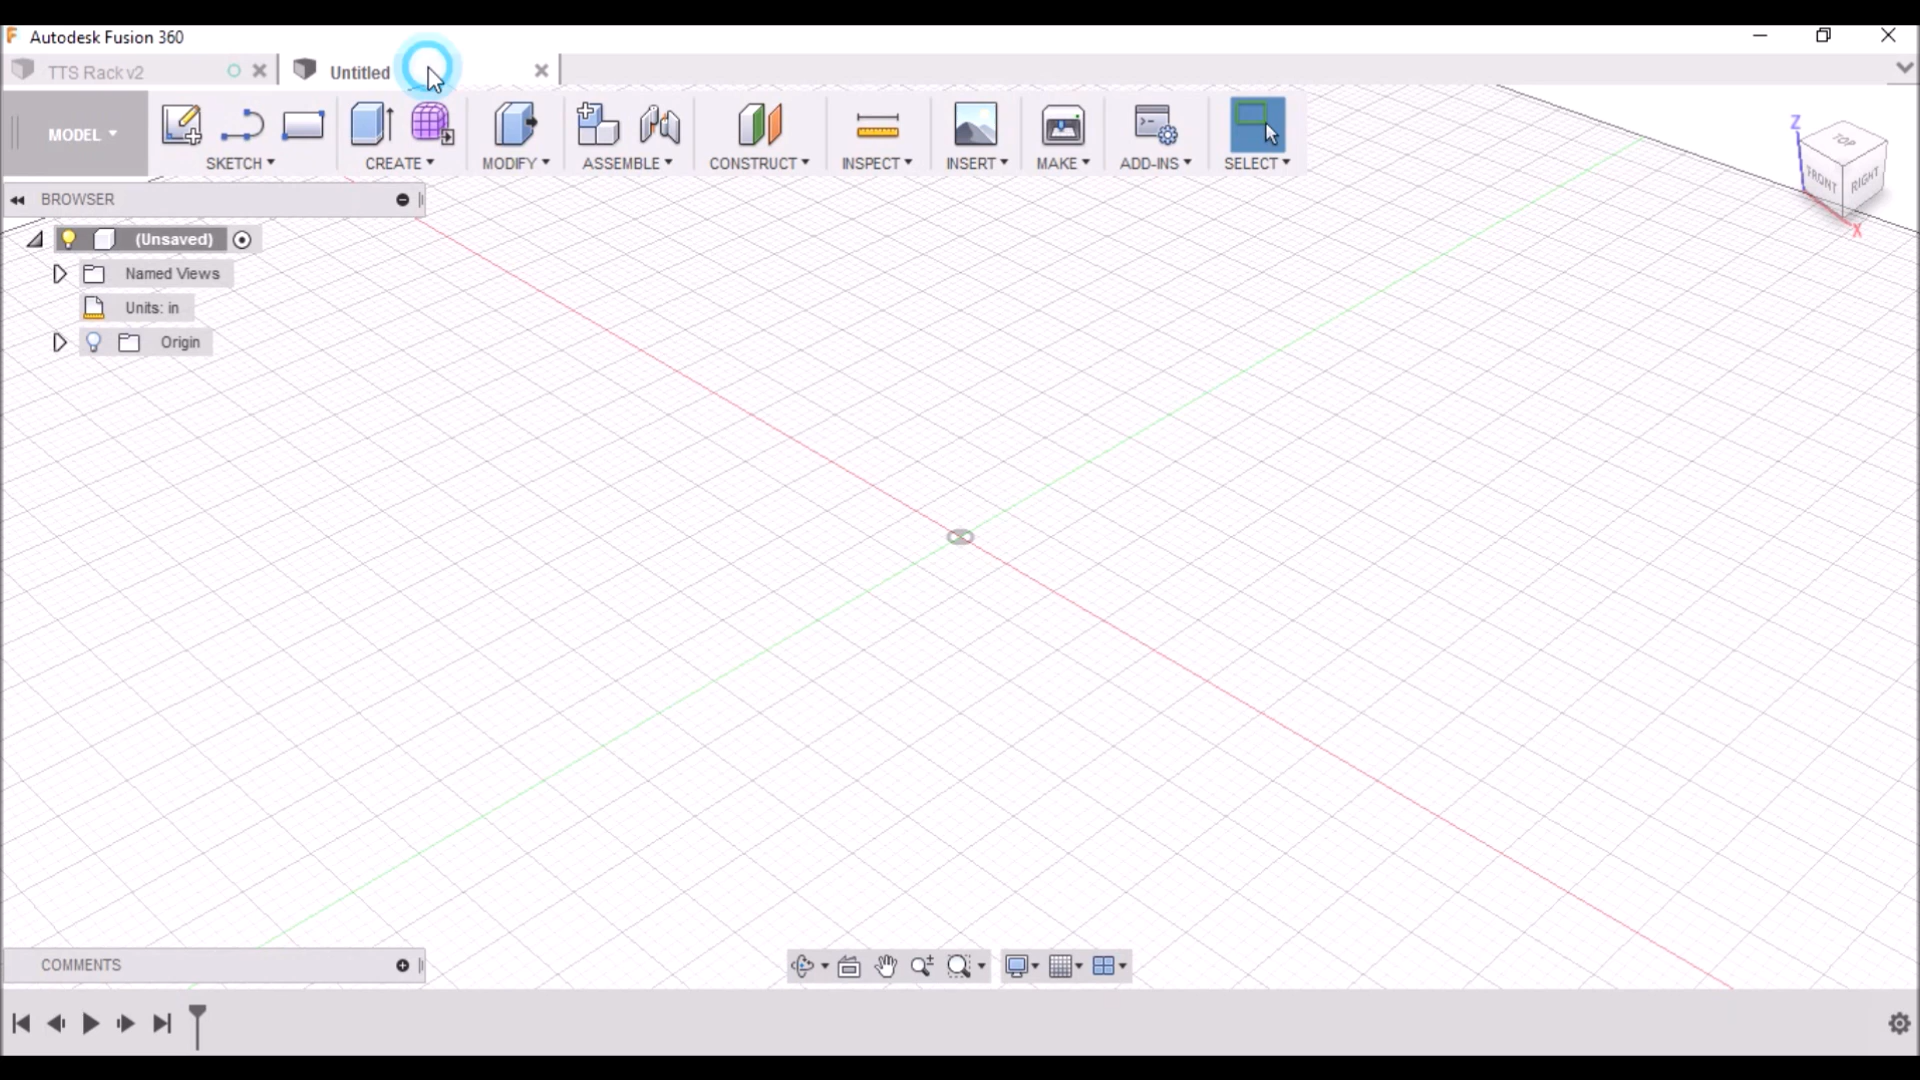 Autodesk Fusion 360
TTS Rack v2
Untitled
MODEL
SKETCH
CREATE
MODIFY
ASSEMBLE
CONSTRUCT
INSPECT
INSERT
MAKE
ADD-INS
SELECT
Z
TOP
FRONT
RIGHT
X
BROWSER
(Unsaved)
Named Views
Units: in
Origin
COMMENTS